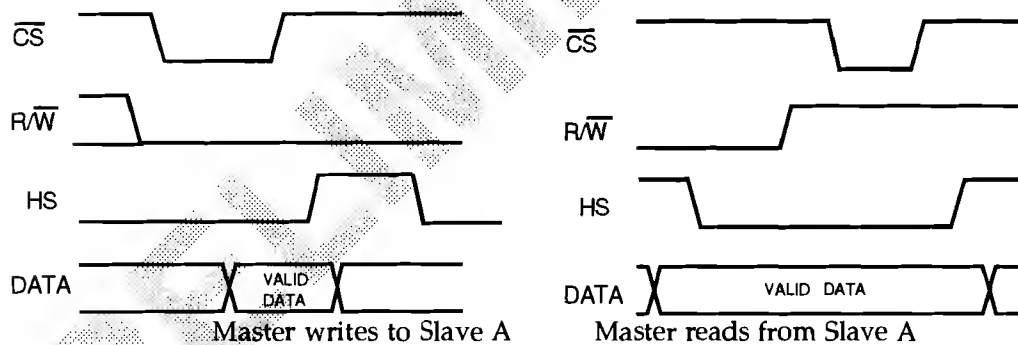 CS
R/W
HS
DATA
VALID
DATA
Master writes to Slave A
CS
R/W
HS
DATA
VALID DATA
Master reads from Slave A